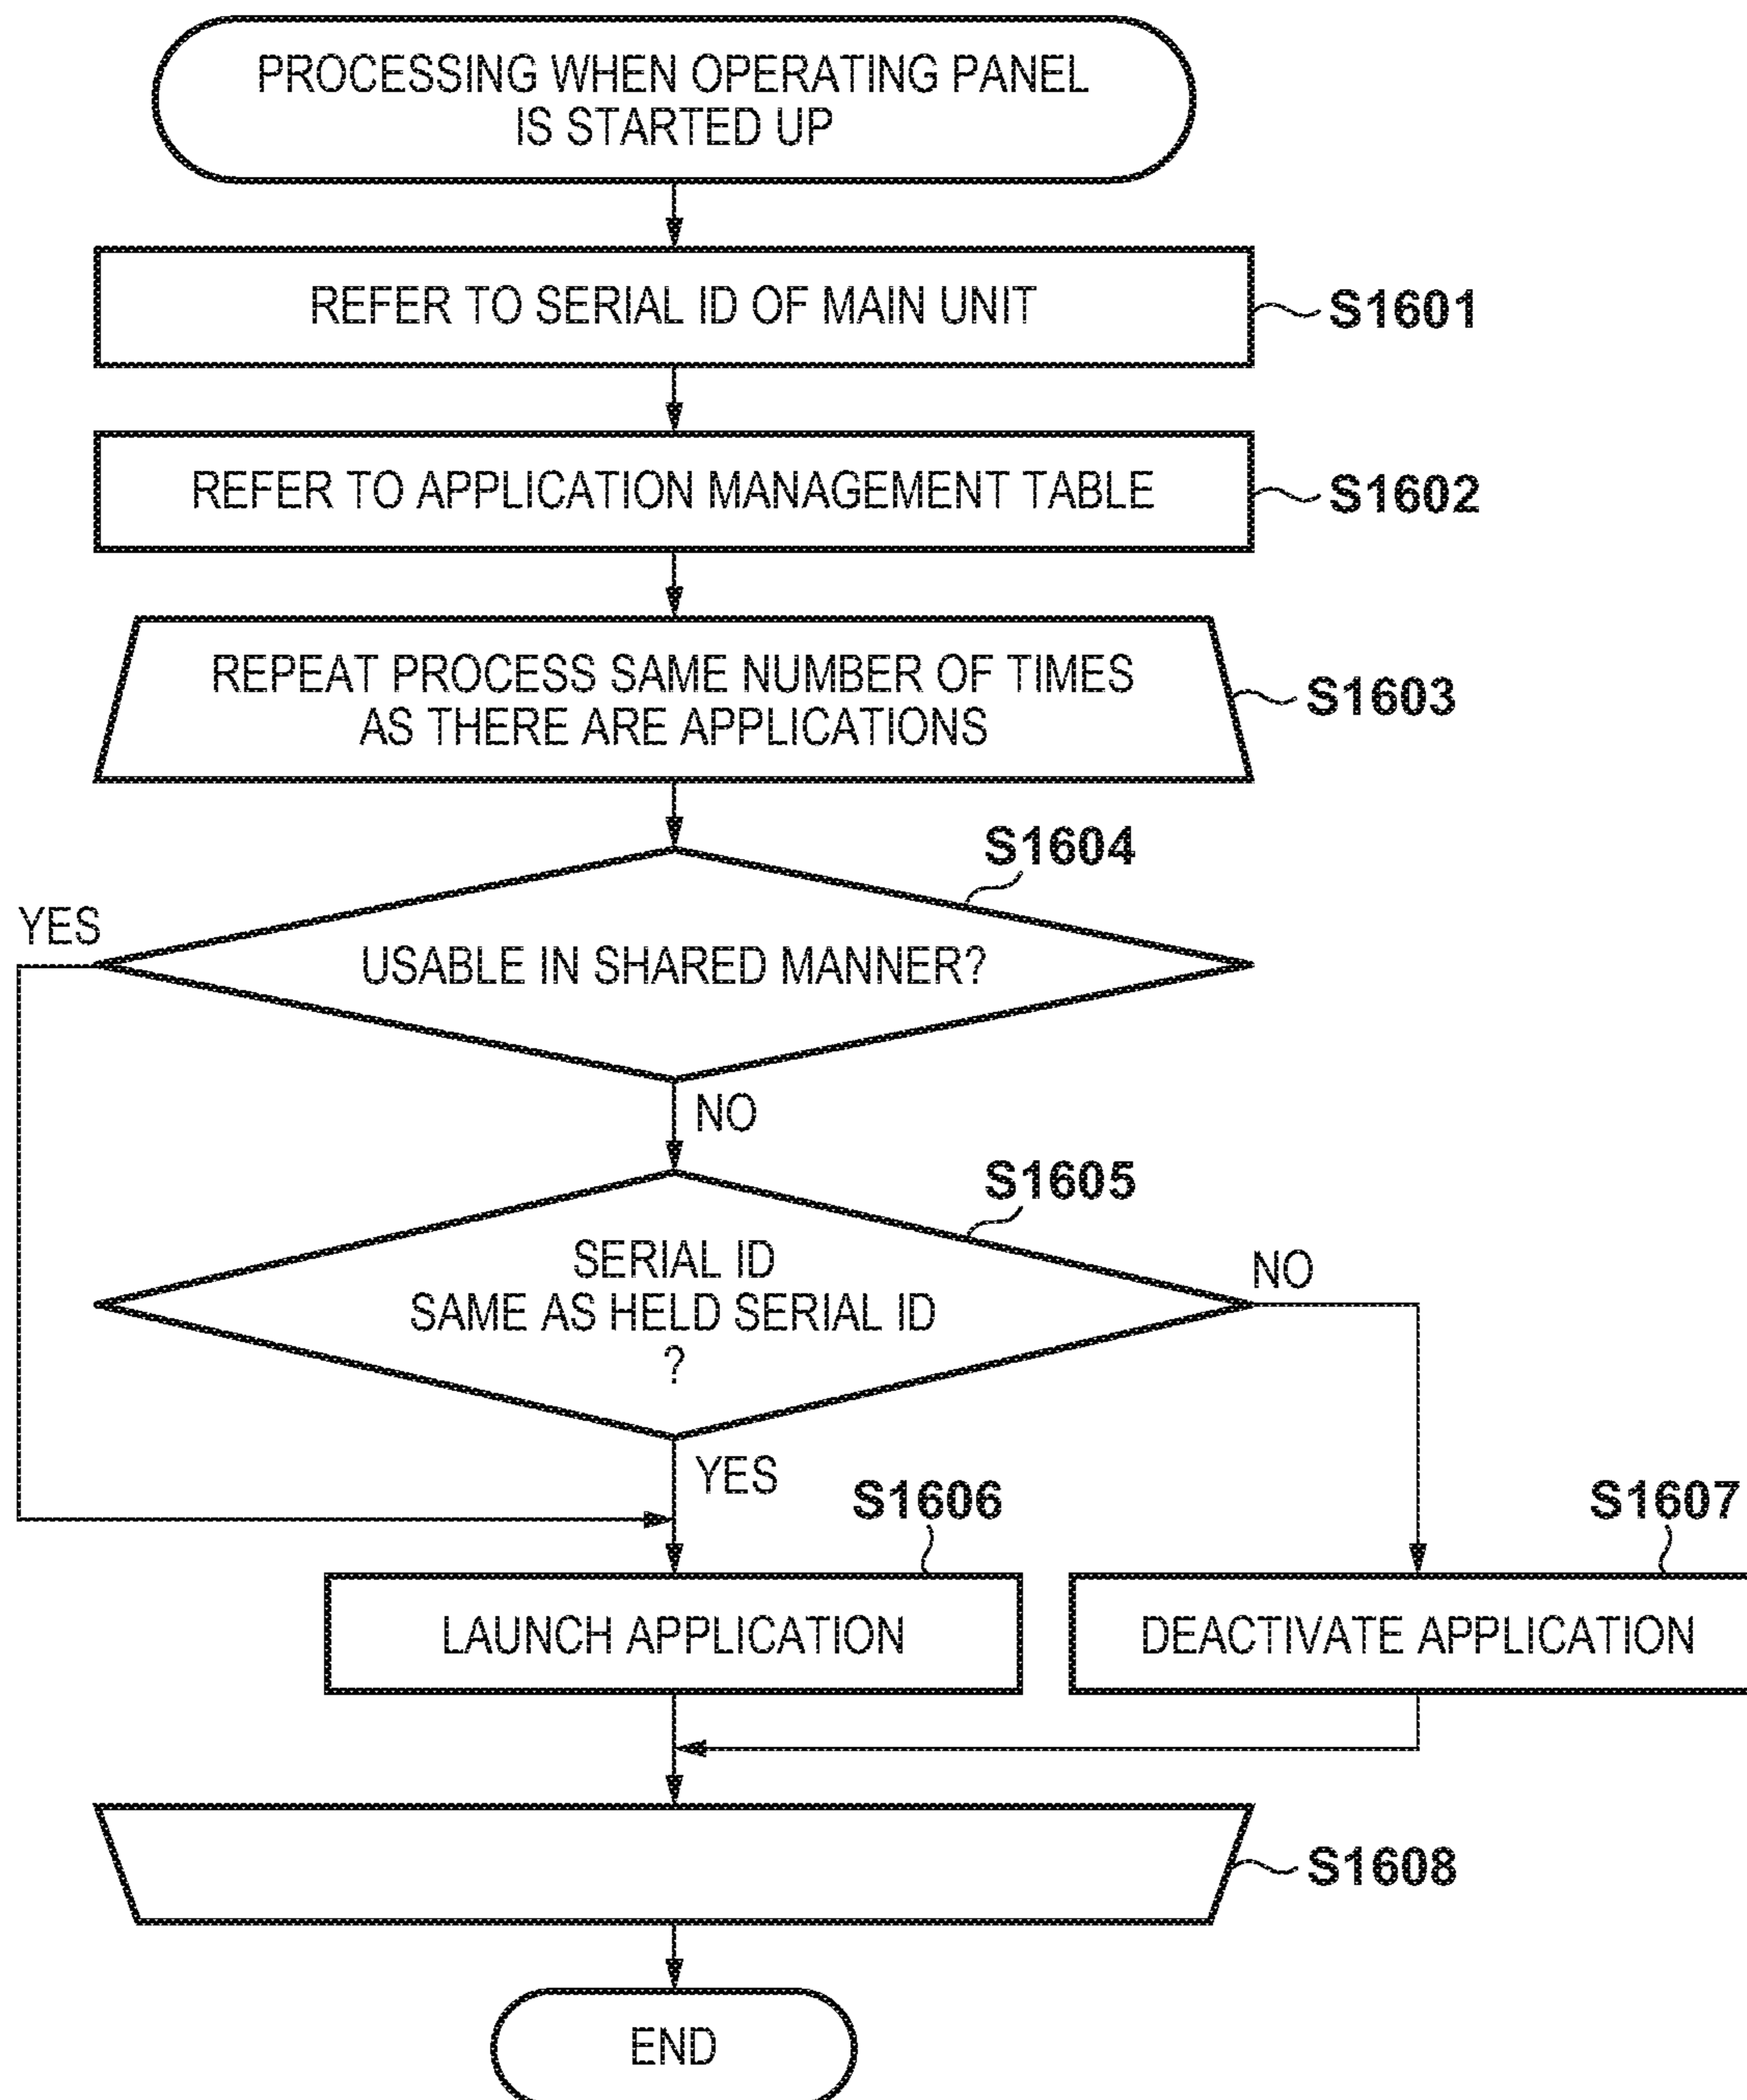 PROCESSING WHEN OPERATING PANEL
IS STARTED UP
REFER TO SERIAL ID OF MAIN UNIT
S1601
REFER TO APPLICATION MANAGEMENT TABLE
S1602
REPEAT PROCESS SAME NUMBER OF TIMES
AS THERE ARE APPLICATIONS
S1603
S1604
YES
USABLE IN SHARED MANNER?
NO
S1605
SERIAL ID
SAME AS HELD SERIAL ID
?
NO
YES
S1606
S1607
LAUNCH APPLICATION
DEACTIVATE APPLICATION
S1608
END